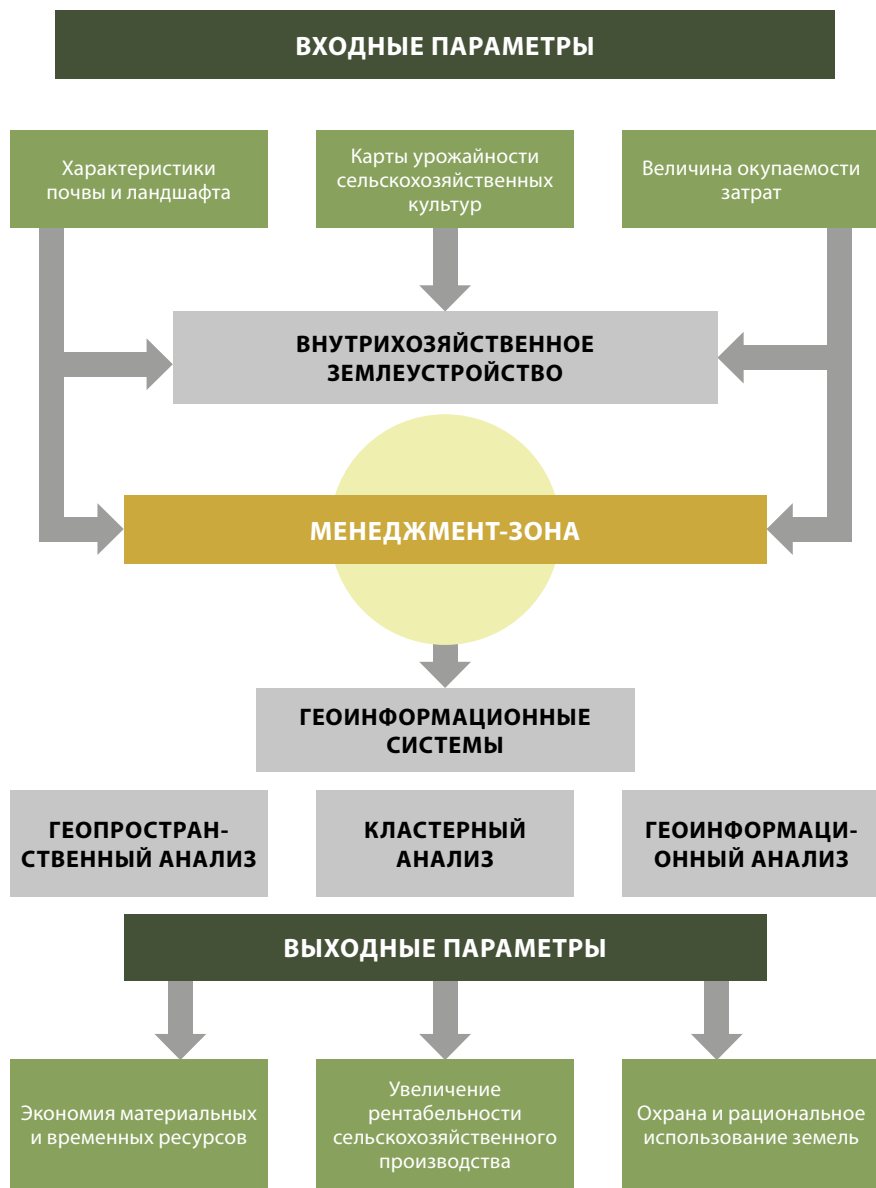 ВХОДНЫЕ ПАРАМЕТРЫ
Характеристики
почвы и ландшафта
Карты урожайности
сельскохозяйственных
культур
Величина окупаемости
затрат
ВНУТРИХОЗЯЙСТВЕННОЕ
ЗЕМЛЕУСТРОЙСТВО
МЕНЕДЖМЕНТ-ЗОНА
ГЕОИНФОРМАЦИОННЫЕ
СИСТЕМЫ
ГЕОПРОСТРАН-
СТВЕННЫЙ АНАЛИЗ
КЛАСТЕРНЫЙ
АНАЛИЗ
ГЕОИНФОРМАЦИ-
ОННЫЙ АНАЛИЗ
ВЫХОДНЫЕ ПАРАМЕТРЫ
Экономия материальных
и временных ресурсов
Увеличение
рентабельности
сельскохозяйственного
производства
Охрана и рациональное
использование земель